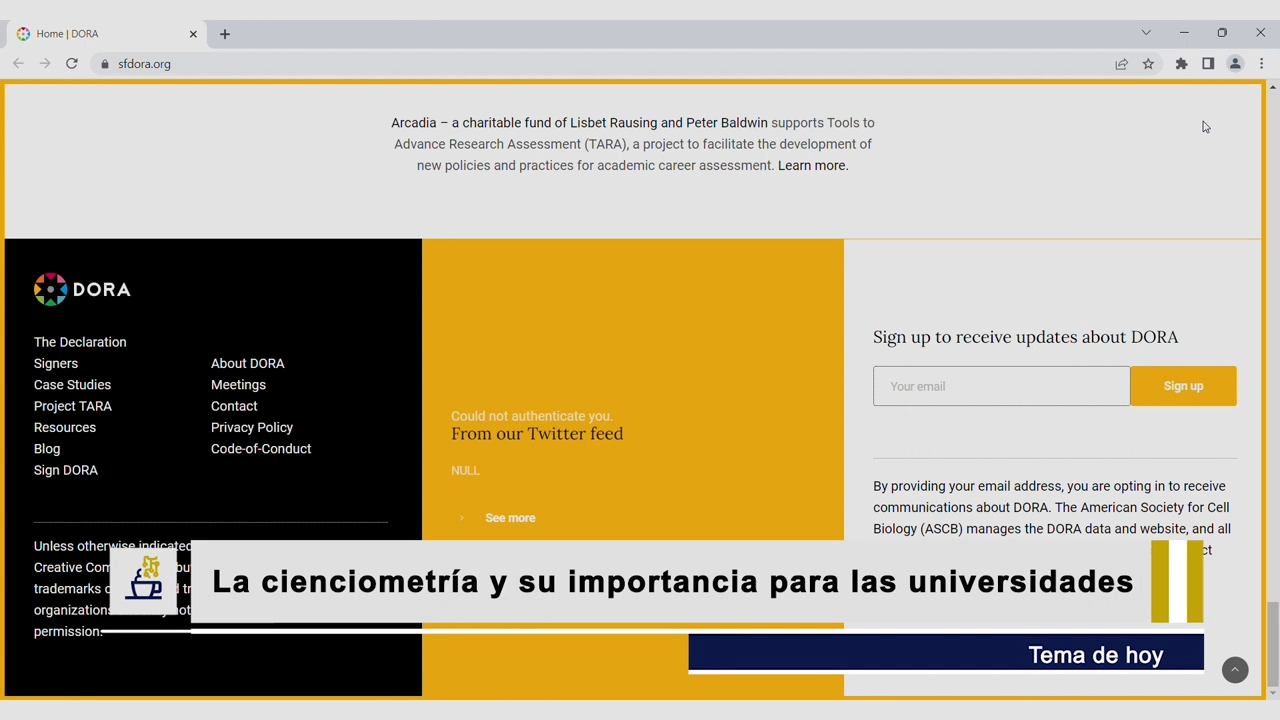 Home | DORA
sfdora.org
Arcadia – a charitable fund of Lisbet Rausing and Peter Baldwin supports Tools to
Advance Research Assessment (TARA), a project to facilitate the development of
new policies and practices for academic career assessment. Learn more.
DORA
The Declaration
Signers
Case Studies
Project TARA
Resources
Blog
Sign DORA
About DORA
Meetings
Contact
Privacy Policy
Code-of-Conduct
Unless otherwise indicated
Creative
trademarks
organizations
permission.
Could not authenticate you.
From our Twitter feed
NULL
See more
Sign up to receive updates about DORA
Your email
Sign up
By providing your email address, you are opting in to receive
communications about DORA. The American Society for Cell
Biology (ASCB) manages the DORA data and website, and all
La cienciometría y su importancia para las universidades
Tema de hoy